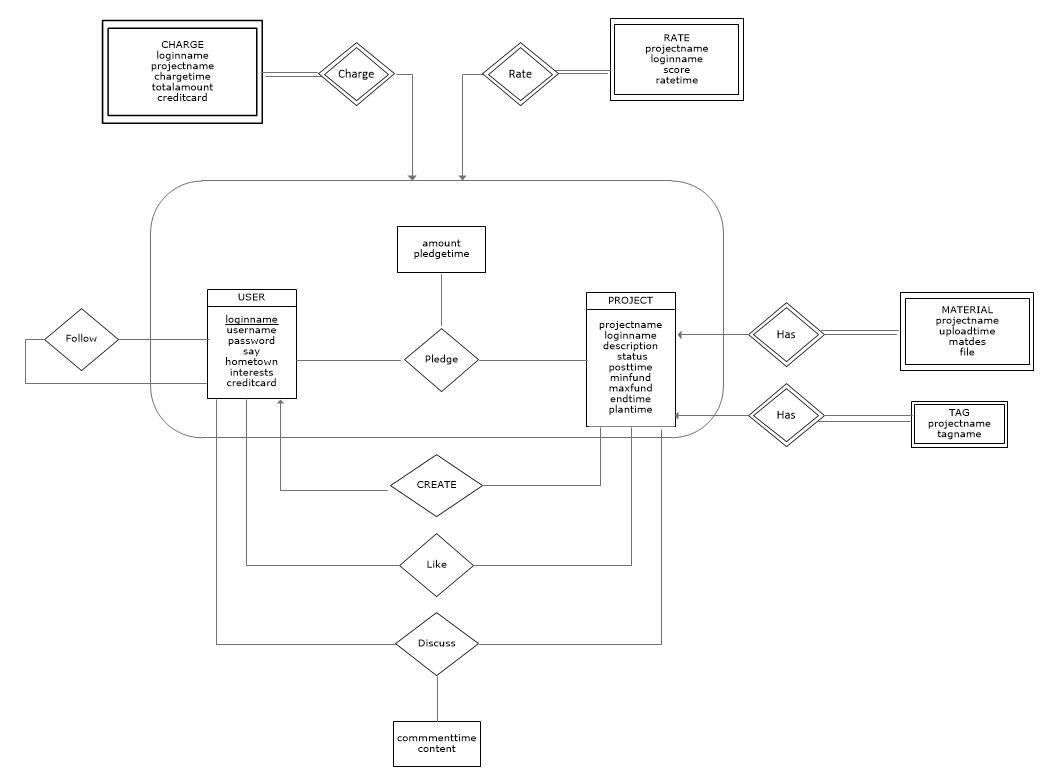 CHARGE
loginname
projectname
chargetime
totalamount
creditcard
Charge
Rate
RATE
projectname
loginname
score
ratetime
amount
pledgetime
USER
loginname
username
password
say
hometown
interests
creditcard
Follow
Pledge
PROJECT
projectname
loginname
description
status
posttime
minfund
maxfund
endtime
plantime
Has
MATERIAL
projectname
uploadtime
matdes
file
Has
TAG
projectname
tagname
CREATE
Like
Discuss
commmenttime
content